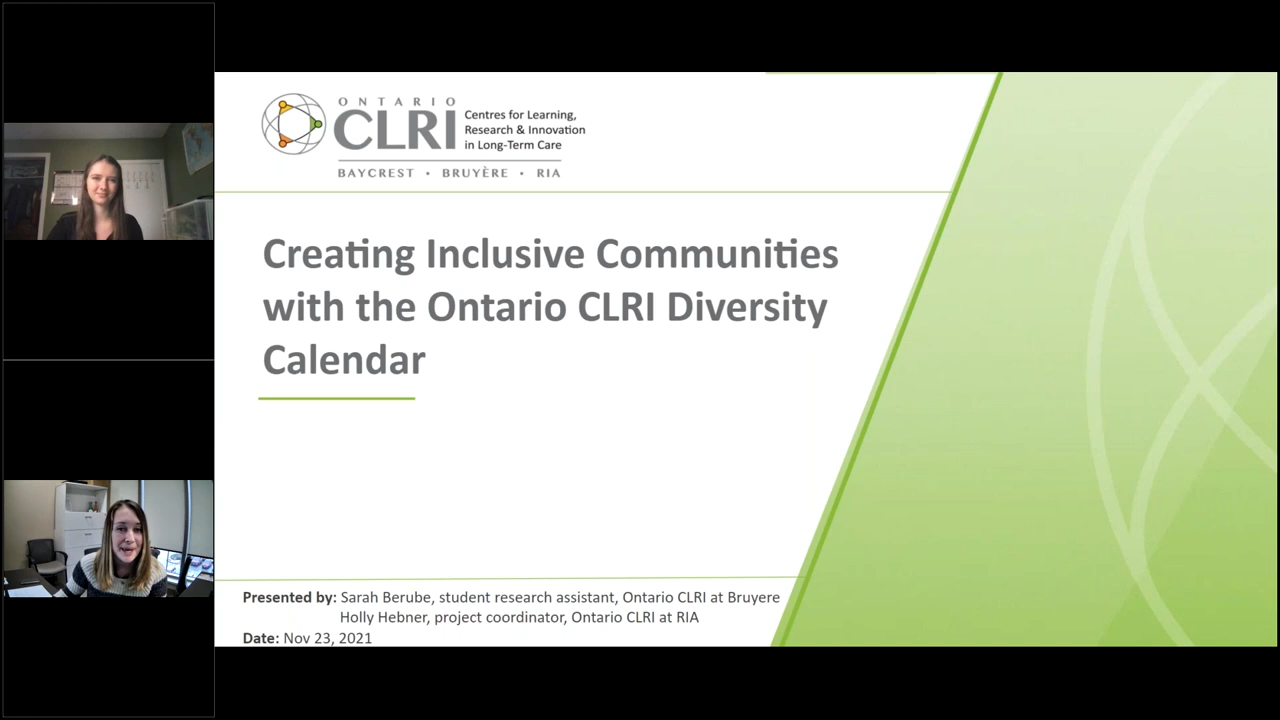 ONTARIO
CLRI
Centres for Learning,
Research & Innovation
in Long-Term Care
BAYCREST • BRUYÈRE • RIA
Creating Inclusive Communities
with the Ontario CLRI Diversity
Calendar
Presented by: Sarah Berube, student research assistant, Ontario CLRI at Bruyere
Holly Hebner, project coordinator, Ontario CLRI at RIA
Date: Nov 23, 2021